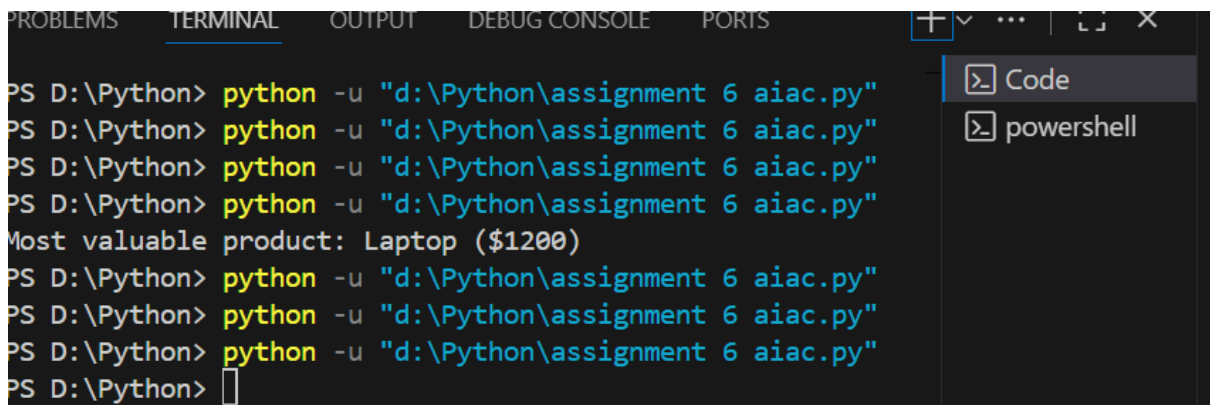 PROBLEMS TERMINAL OUTPUT DEBUG CONSOLE PORTS
PS D:\Python> python -u "d:\Python\assignment 6 aiac.py"
PS D:\Python> python -u "d:\Python\assignment 6 aiac.py"
PS D:\Python> python -u "d:\Python\assignment 6 aiac.py"
PS D:\Python> python -u "d:\Python\assignment 6 aiac.py"
Most valuable product: Laptop ($1200)
PS D:\Python> python -u "d:\Python\assignment 6 aiac.py"
PS D:\Python> python -u "d:\Python\assignment 6 aiac.py"
PS D:\Python> python -u "d:\Python\assignment 6 aiac.py"
PS D:\Python>
Code
powershell